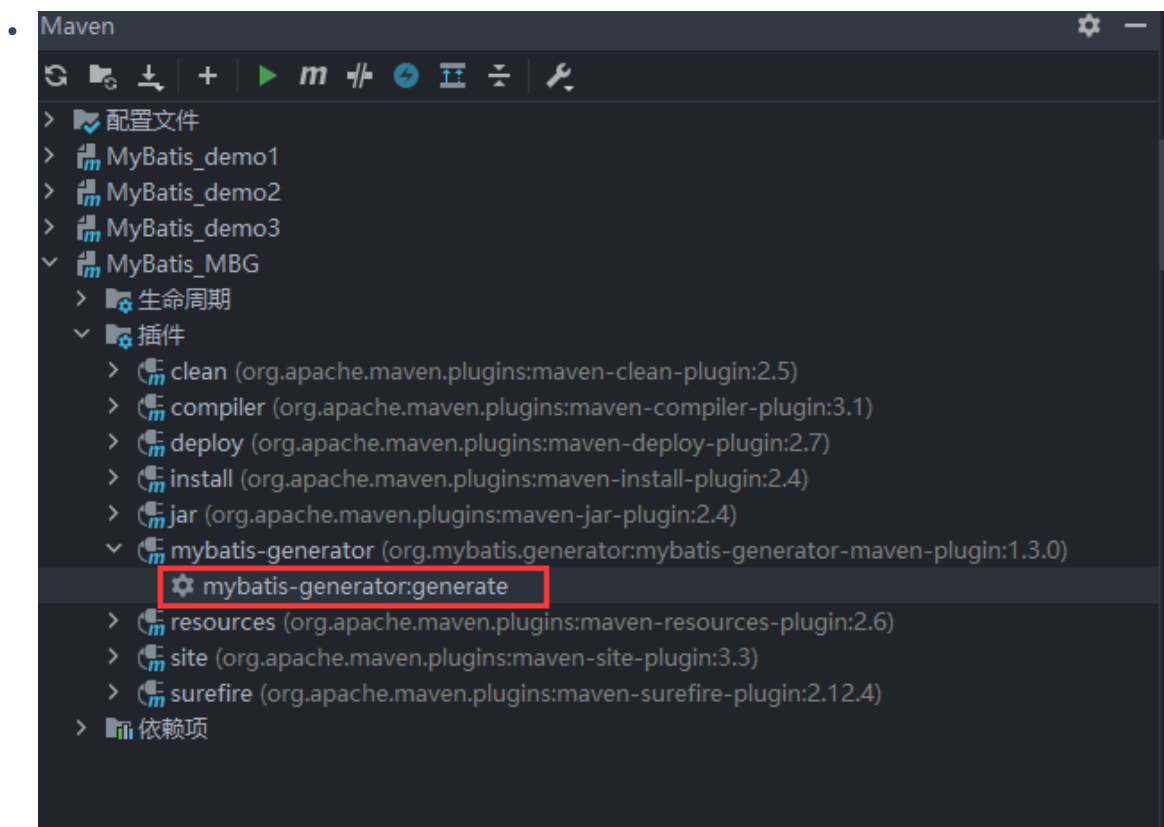 Maven
配置文件
MyBatis_demo1
MyBatis_demo2
MyBatis_demo3
MyBatis_MBG
生命周期
插件
clean (org.apache.maven.plugins:maven-clean-plugin:2.5)
compiler (org.apache.maven.plugins:maven-compiler-plugin:3.1)
deploy (org.apache.maven.plugins:maven-deploy-plugin:2.7)
install (org.apache.maven.plugins:maven-install-plugin:2.4)
jar (org.apache.maven.plugins:maven-jar-plugin:2.4)
mybatis-generator (org.mybatis.generator:mybatis-generator-maven-plugin:1.3.0)
mybatis-generator:generate
resources (org.apache.maven.plugins:maven-resources-plugin:2.6)
site (org.apache.maven.plugins:maven-site-plugin:3.3)
surefire (org.apache.maven.plugins:maven-surefire-plugin:2.12.4)
依赖项